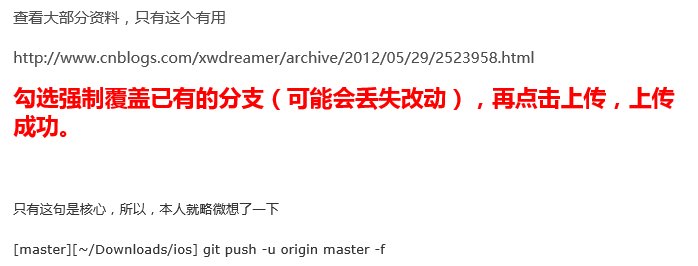 查看大部分资料，只有这个有用
http://www.cnblogs.com/xwdreamer/archive/2012/05/29/2523958.html
勾选强制覆盖已有的分支（可能会丢失改动），再点击上传，上传
成功。
只有这句是核心，所以，本人就略微想了一下
[master][~/Downloads/ios] git push -u origin master -f